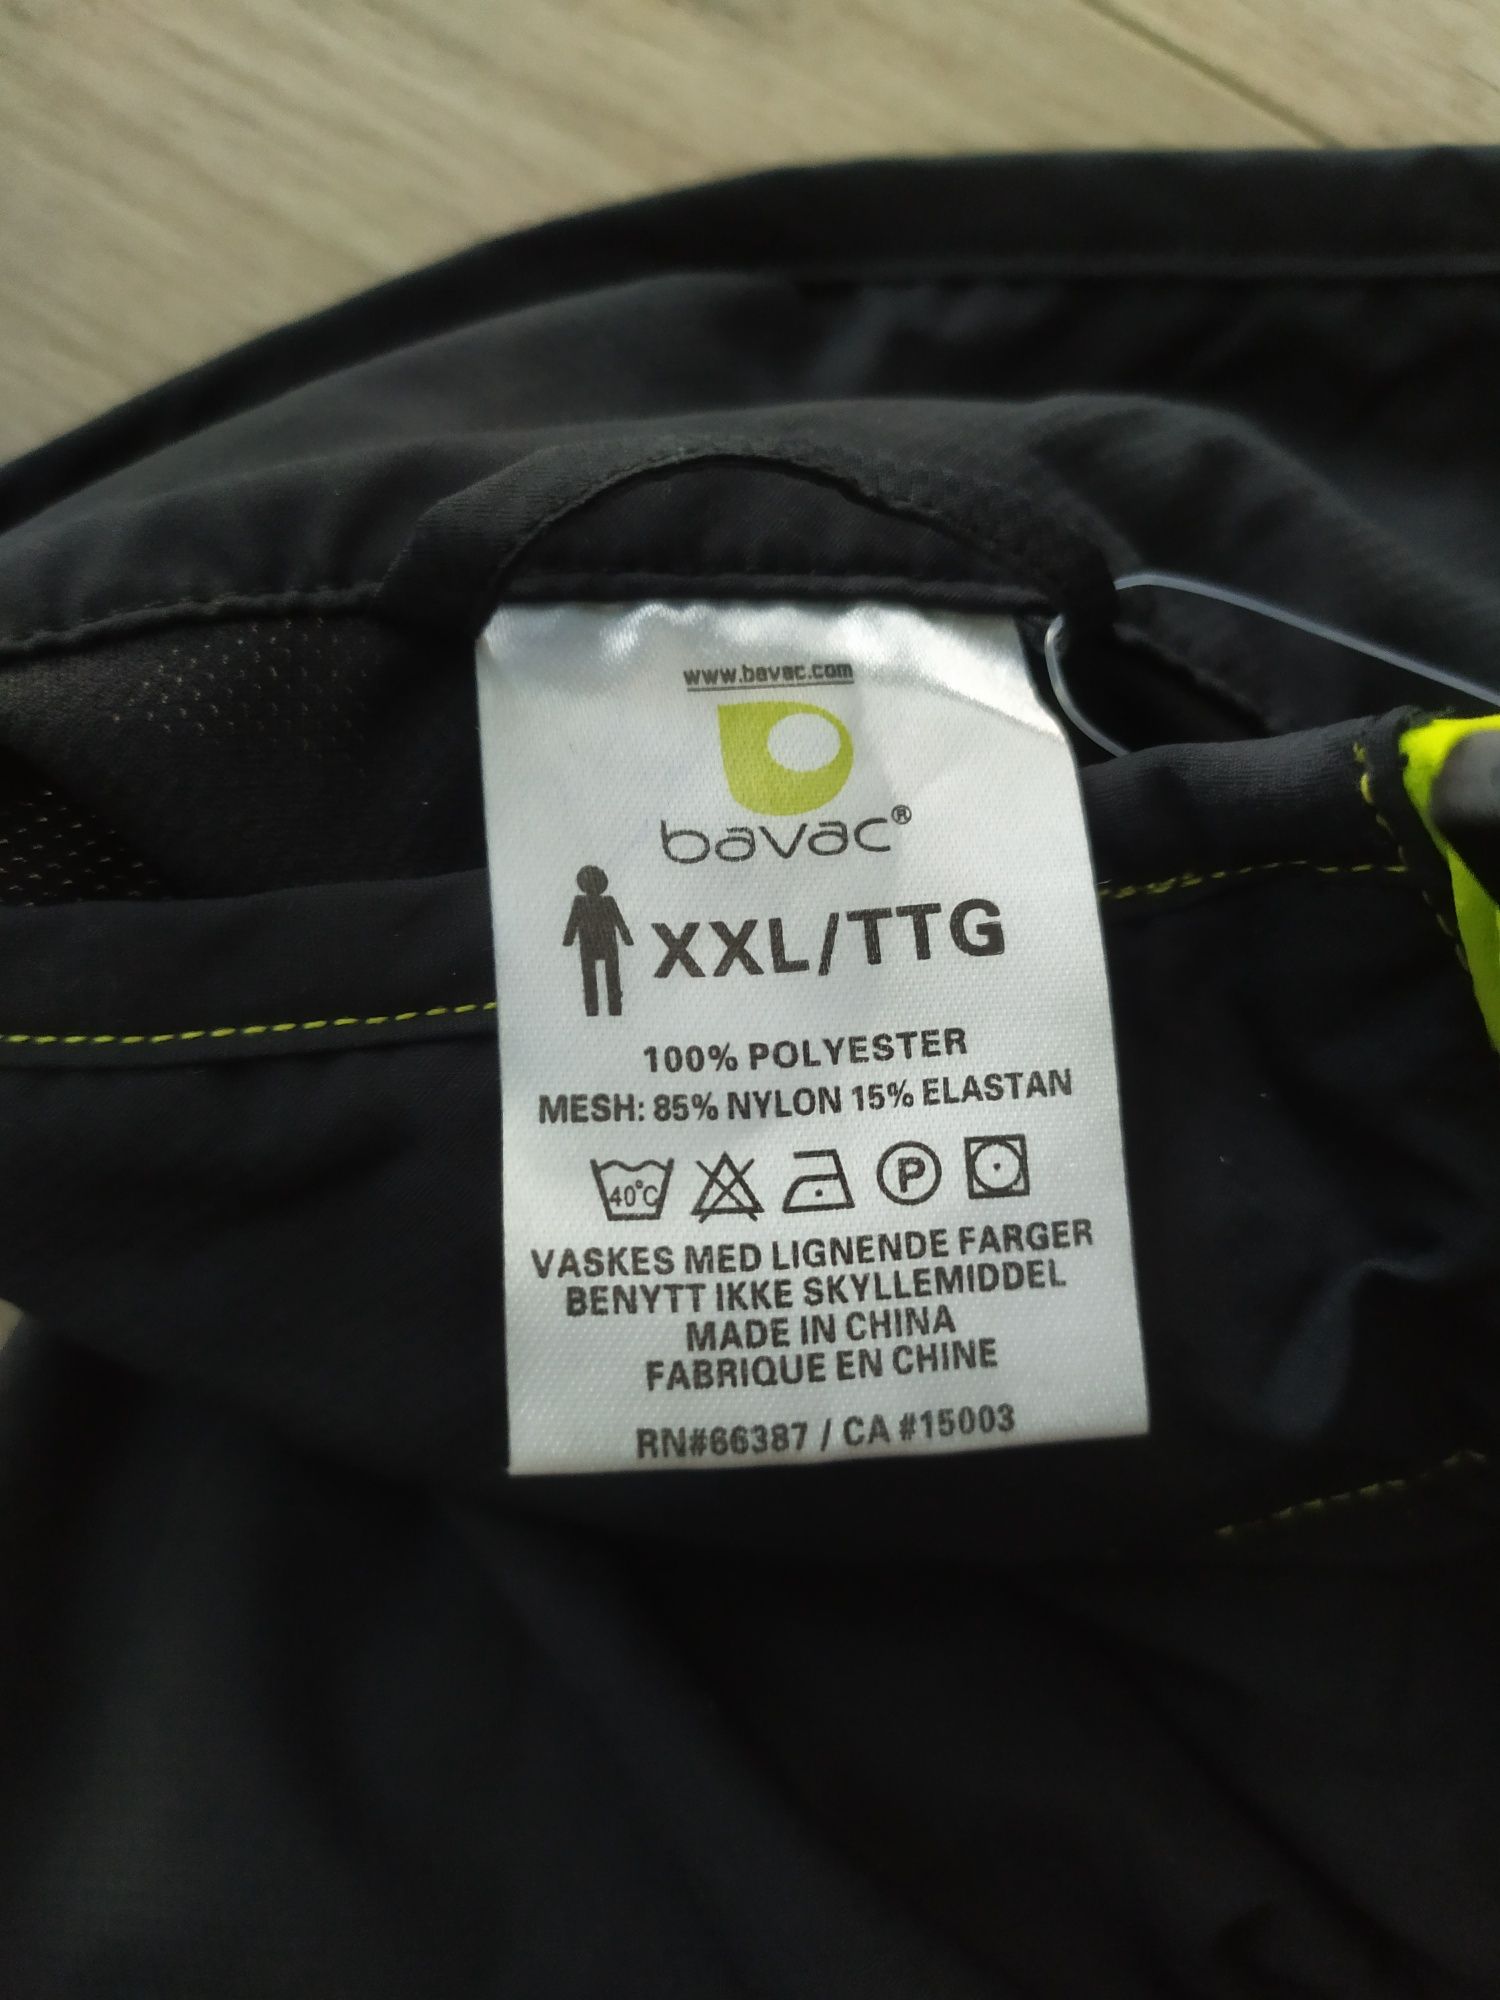 www.bavac.com
bavac®
XXL/TTG
100% POLYESTER
MESH: 85% NYLON 15% ELASTAN
40°C P
VASKES MED LIGNENDE FARGER
BENYTT IKKE SKYLLEMIDDEL
MADE IN CHINA
FABRIQUE EN CHINE
RN#66387 / CA #15003